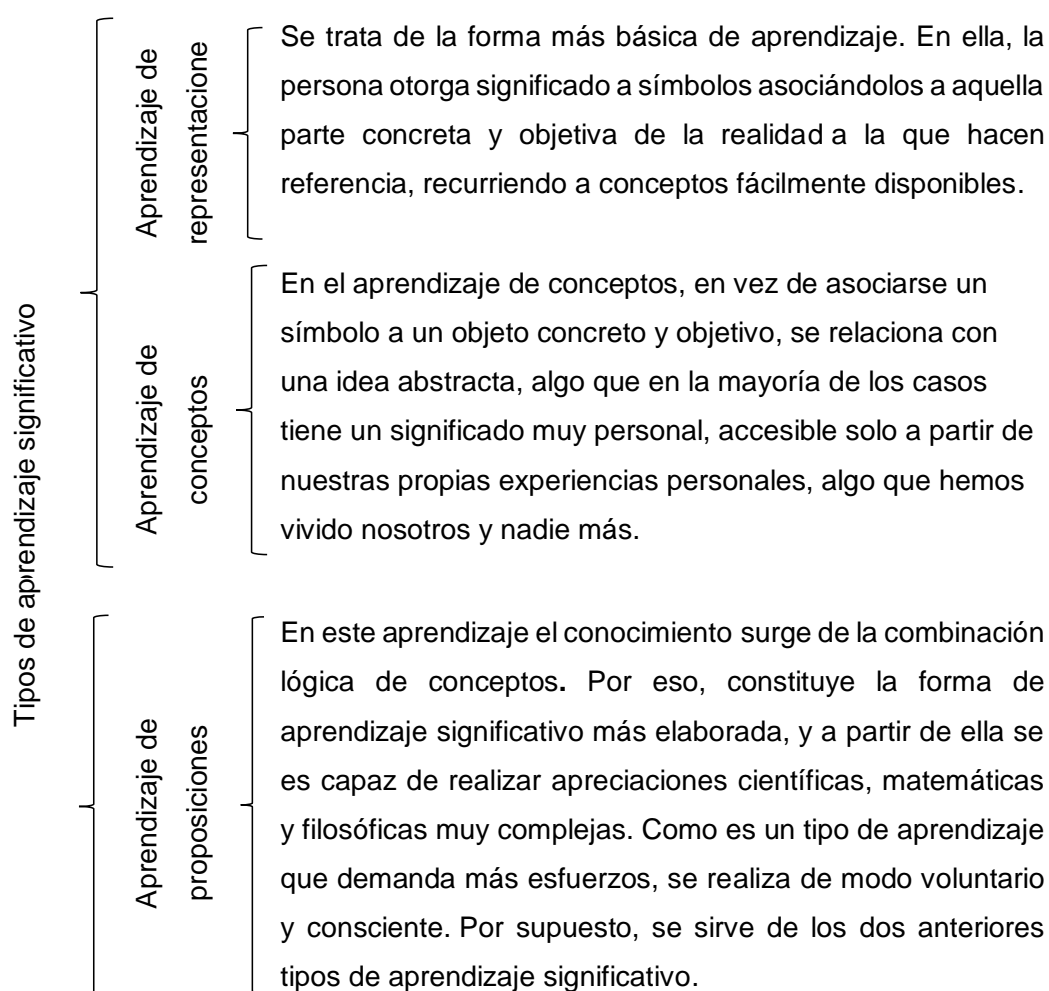 Tipos de aprendizaje significativo
Aprendizaje de
representacione
Se trata de la forma más básica de aprendizaje. En ella, la
persona otorga significado a símbolos asociándolos a aquella
parte concreta y objetiva de la realidad a la que hacen
referencia, recurriendo a conceptos fácilmente disponibles.
Aprendizaje de
conceptos
En el aprendizaje de conceptos, en vez de asociarse un
símbolo a un objeto concreto y objetivo, se relaciona con
una idea abstracta, algo que en la mayoría de los casos
tiene un significado muy personal, accesible solo a partir de
nuestras propias experiencias personales, algo que hemos
vivido nosotros y nadie más.
Aprendizaje de
proposiciones
En este aprendizaje el conocimiento surge de la combinación
lógica de conceptos. Por eso, constituye la forma de
aprendizaje significativo más elaborada, y a partir de ella se
es capaz de realizar apreciaciones científicas, matemáticas
y filosóficas muy complejas. Como es un tipo de aprendizaje
que demanda más esfuerzos, se realiza de modo voluntario
y consciente. Por supuesto, se sirve de los dos anteriores
tipos de aprendizaje significativo.